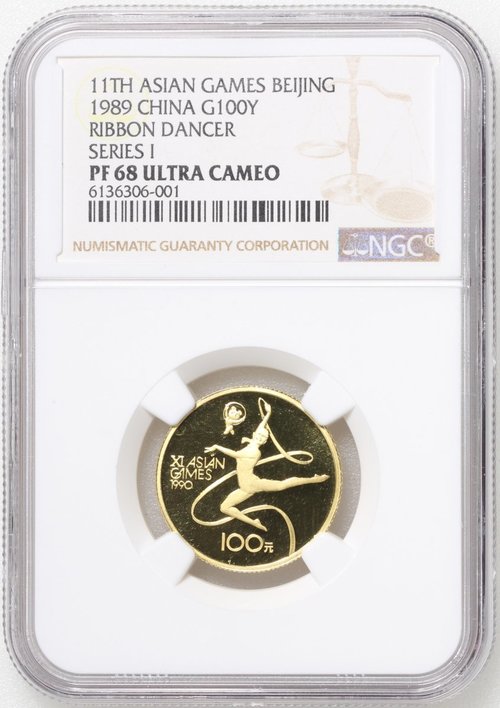 11TH ASIAN GAMES BEIJING
1989 CHINA G100Y
RIBBON DANCER
SERIES I
PF 68 ULTRA CAMEO
6136306-001
NUMISMATIC GUARANTY CORPORATION
NGC®
XI ASIAN
GAMES
1990
100元